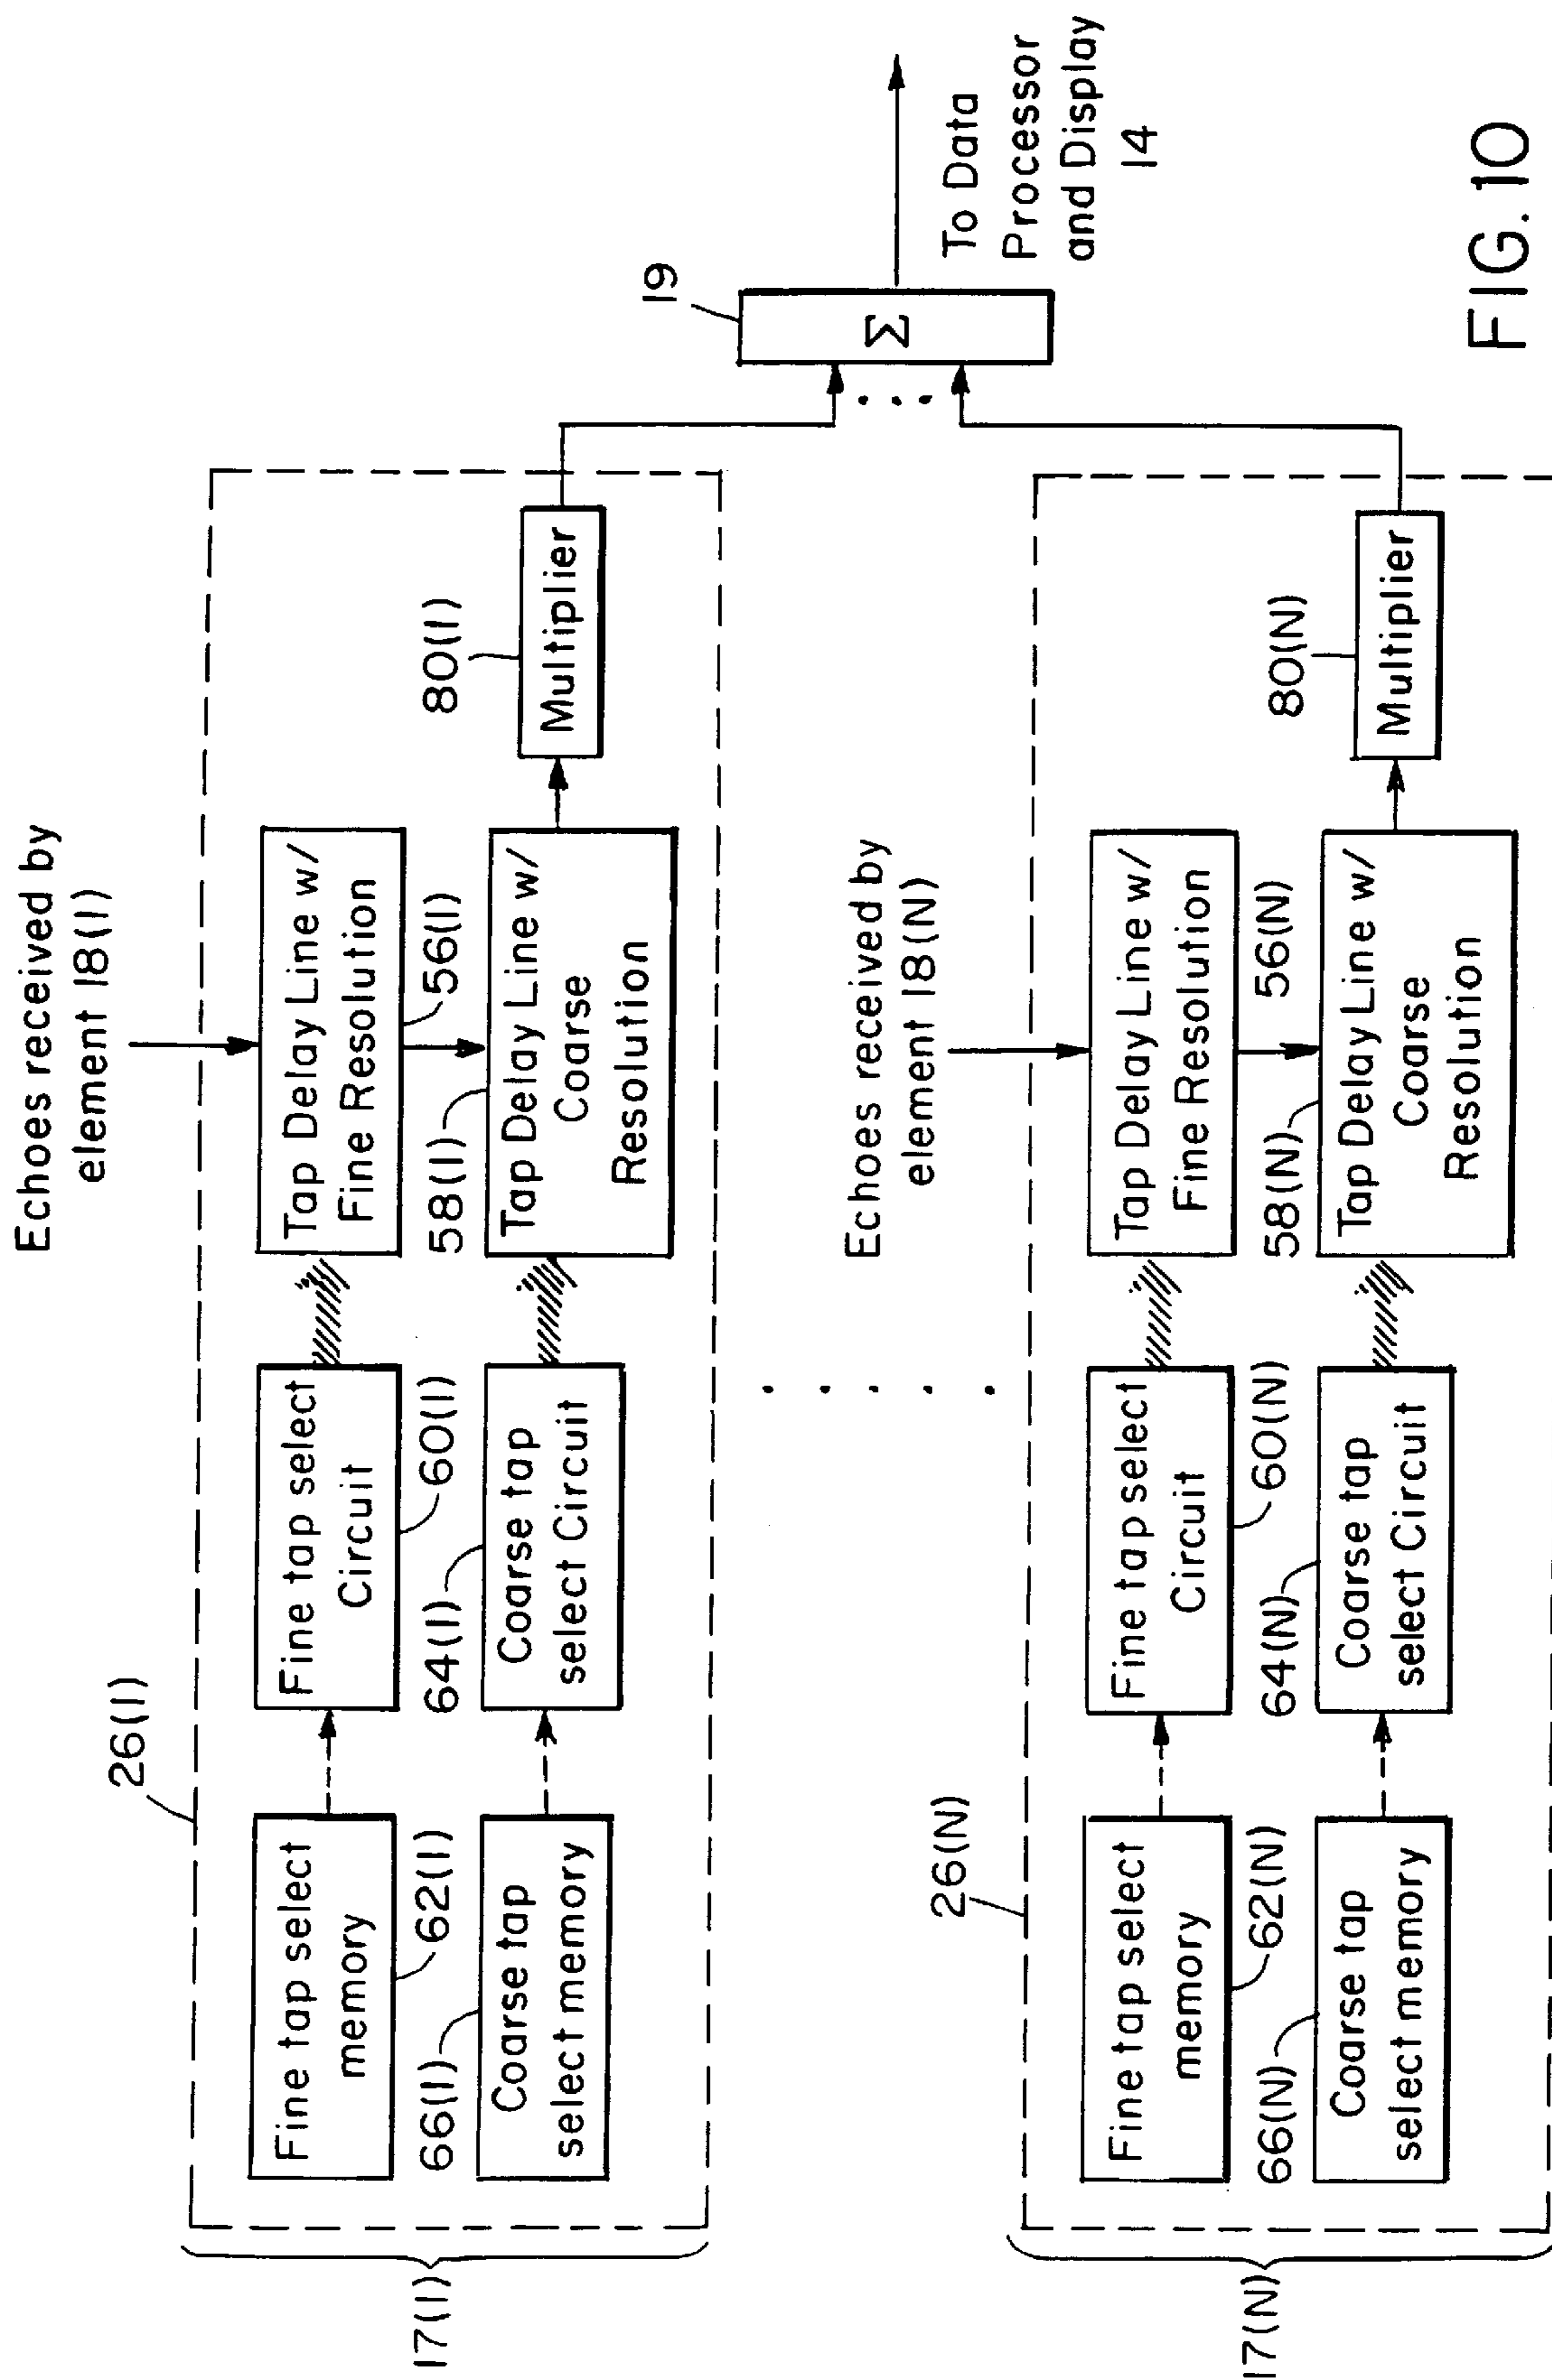 Echoes received by
element 18(1)
26(1)
17(1)
Fine tap select
memory
62(1)
Fine tap select
Circuit
60(1)
Tap Delay Line w/
Fine Resolution
56(1)
66(1)
Coarse tap
select memory
64(1)
Coarse tap
select Circuit
58(1)
Tap Delay Line w/
Coarse
Resolution
80(1)
Multiplier
19
Σ
To Data
Processor
and Display
14
Echoes received by
element 18(N)
26(N)
17(N)
Fine tap select
memory
62(N)
Fine tap select
Circuit
60(N)
Tap Delay Line w/
Fine Resolution
56(N)
66(N)
Coarse tap
select memory
64(N)
Coarse tap
select Circuit
58(N)
Tap Delay Line w/
Coarse
Resolution
80(N)
Multiplier
FIG. 10